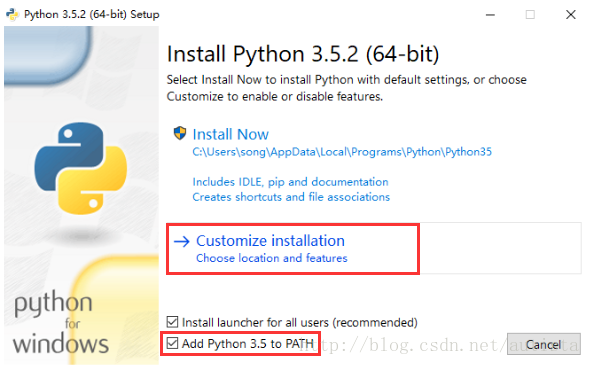 Python 3.5.2 (64-bit) Setup
Install Python 3.5.2 (64-bit)
Select Install Now to install Python with default settings, or choose
Customize to enable or disable features.
Install Now
C:\Users\song\AppData\Local\Programs\Python\Python35
Includes IDLE, pip and documentation
Creates shortcuts and file associations
Customize installation
Choose location and features
python
for
windows
Install launcher for all users (recommended)
Add Python 3.5 to PATH
http://blog.csdn.net/
Cancel